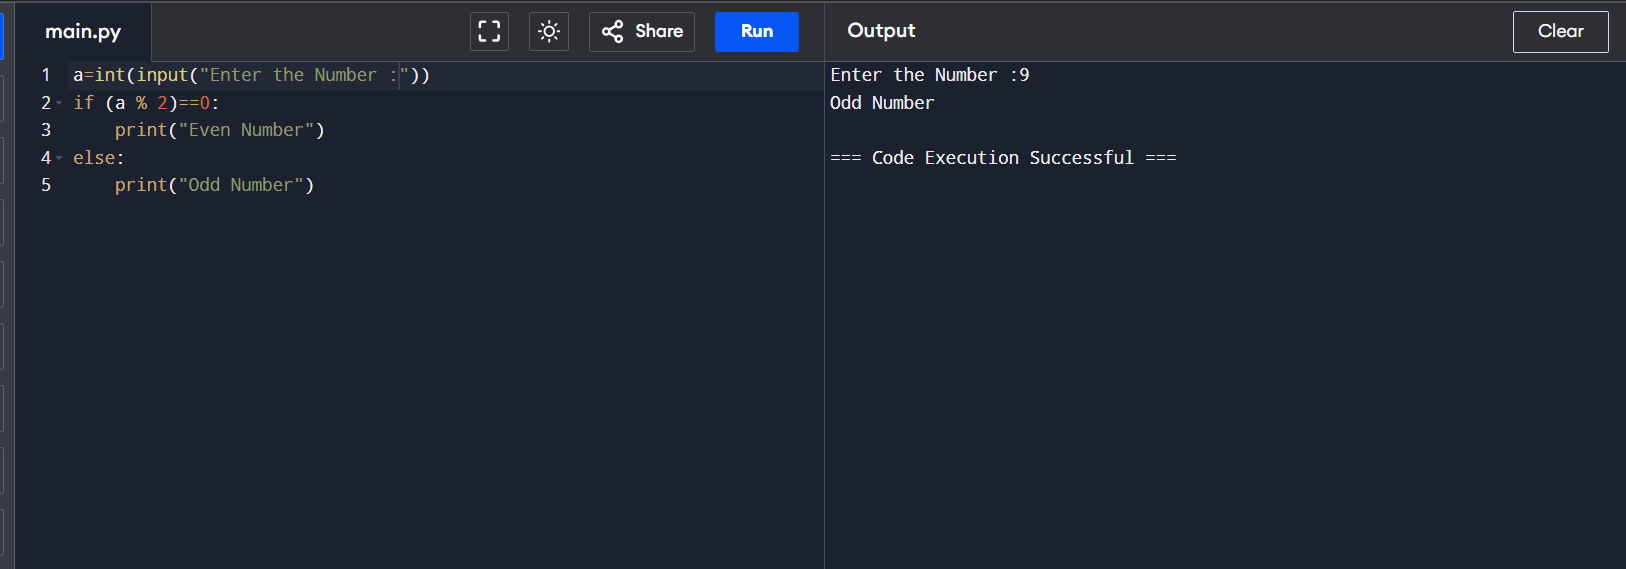 main.py
Share
Run
1 a=int(input("Enter the Number :"))
2 if (a % 2)==0:
3     print("Even Number")
4 else:
5     print("Odd Number")
Output
Clear
Enter the Number :9
Odd Number
=== Code Execution Successful ===